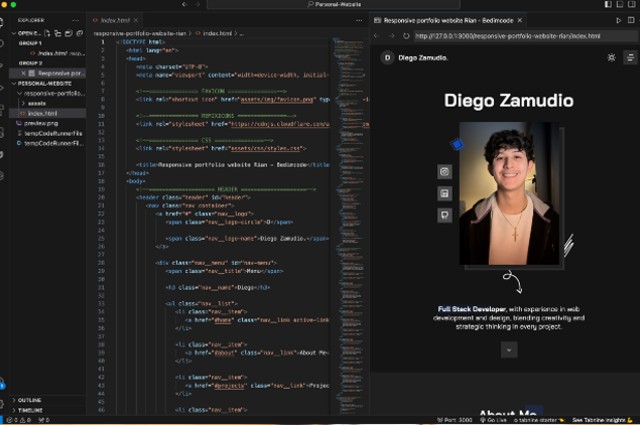 Personal-Website
EXPLORER
index.html
Responsive portfolio website Rian - Bedimcode
GROUP 1
index.html
GROUP 2
Responsive por...
PERSONAL-WEBSITE
responsive-portfolio...
assets
index.html
preview.png
tempCodeRunnerFile
tempCodeRunnerFile
OUTLINE
TIMELINE
responsive-portfolio-website-rian > index.html > ...
<!DOCTYPE html>
<html lang="en">
<head>
<meta charset="UTF-8">
<meta name="viewport" content="width=device-width, initial-
FAVICON
<link rel="shortcut icon" href="assets/img/favicon.png"
REMIXICONS
<link rel="stylesheet" href="https://cdnjs.cloudflare.com/
CSS
<link rel="stylesheet" href="assets/css/styles.css">
<title>Responsive portfolio website Rian - Bedimcode</title>
</head>
<body>
HEADER
<header class="header" id="header">
<nav class="nav container">
<a href="#" class="nav__logo">
<span class="nav__logo-circle">D</span>
<span class="nav__logo-name">Diego Zamudio.</span>
</a>
<div class="nav__menu" id="nav-menu">
<span class="nav__title">Menu</span>
<h3 class="nav__name">Diego</h3>
<ul class="nav__list">
<li class="nav__item">
<a href="#home" class="nav__link active-link
</li>
<li class="nav__item">
<a href="#about" class="nav__link">About Me
</li>
<li class="nav__item">
<a href="#projects" class="nav__link">Projec
</li>
<li class="nav__item">
http://127.0.0.1:3000/responsive-portfolio-website-rian/index.html
D Diego Zamudio.
Diego Zamudio
Full Stack Developer, with experience in web
development and design, blending creativity and
strategic thinking in every project.
About Me
Port: 3000 Go Live tabnine starter See Tabnine Insights